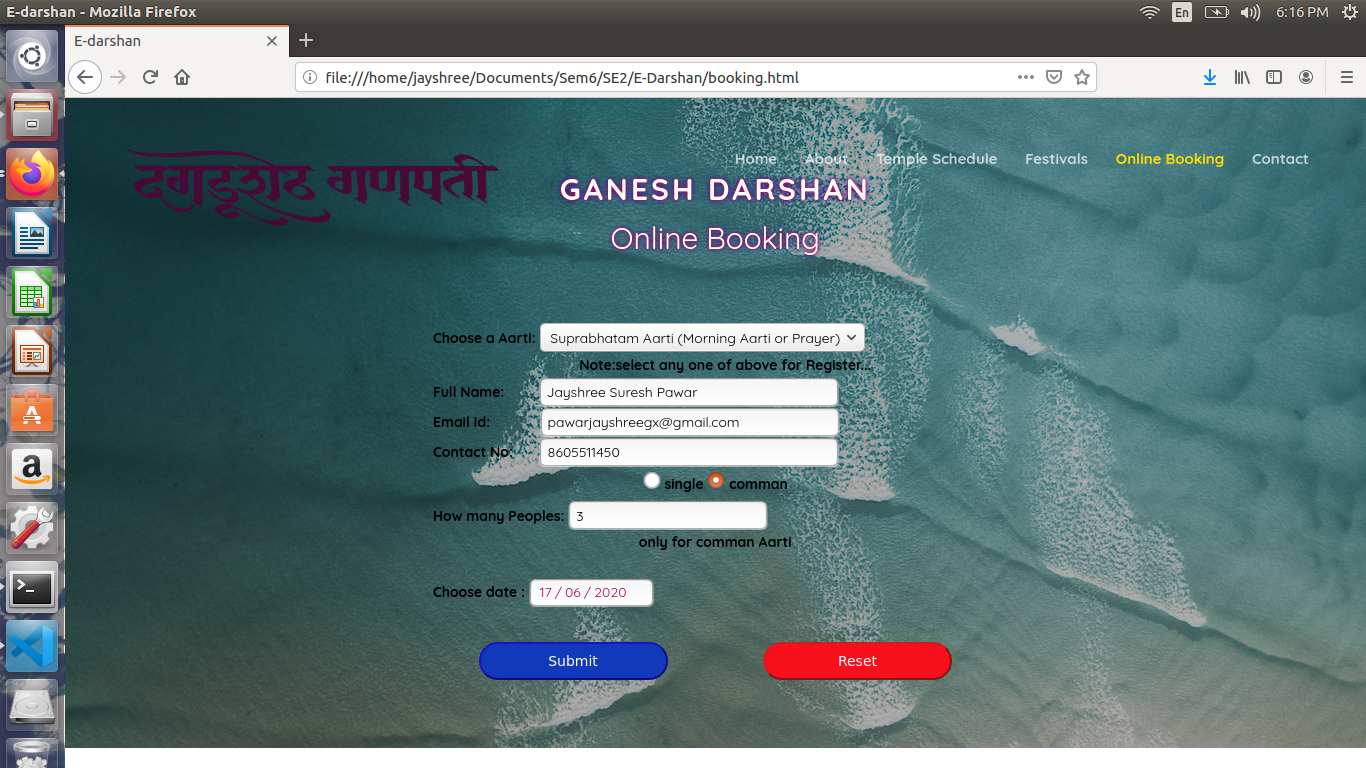 E-darshan - Mozilla Firefox
En
6:16 PM
E-darshan
file:///home/jayshree/Documents/Sem6/SE2/E-Darshan/booking.html
दगडूशेठ गणपती
Home About Temple Schedule Festivals Online Booking Contact
GANESH DARSHAN
Online Booking
Choose a Aarti: Suprabhatam Aarti (Morning Aarti or Prayer)
Note:select any one of above for Register...
Full Name: Jayshree Suresh Pawar
Email Id: pawarjayshreegx@gmail.com
Contact No: 8605511450
single comman
How many Peoples: 3
only for comman Aarti
Choose date : 17 / 06 / 2020
Submit Reset